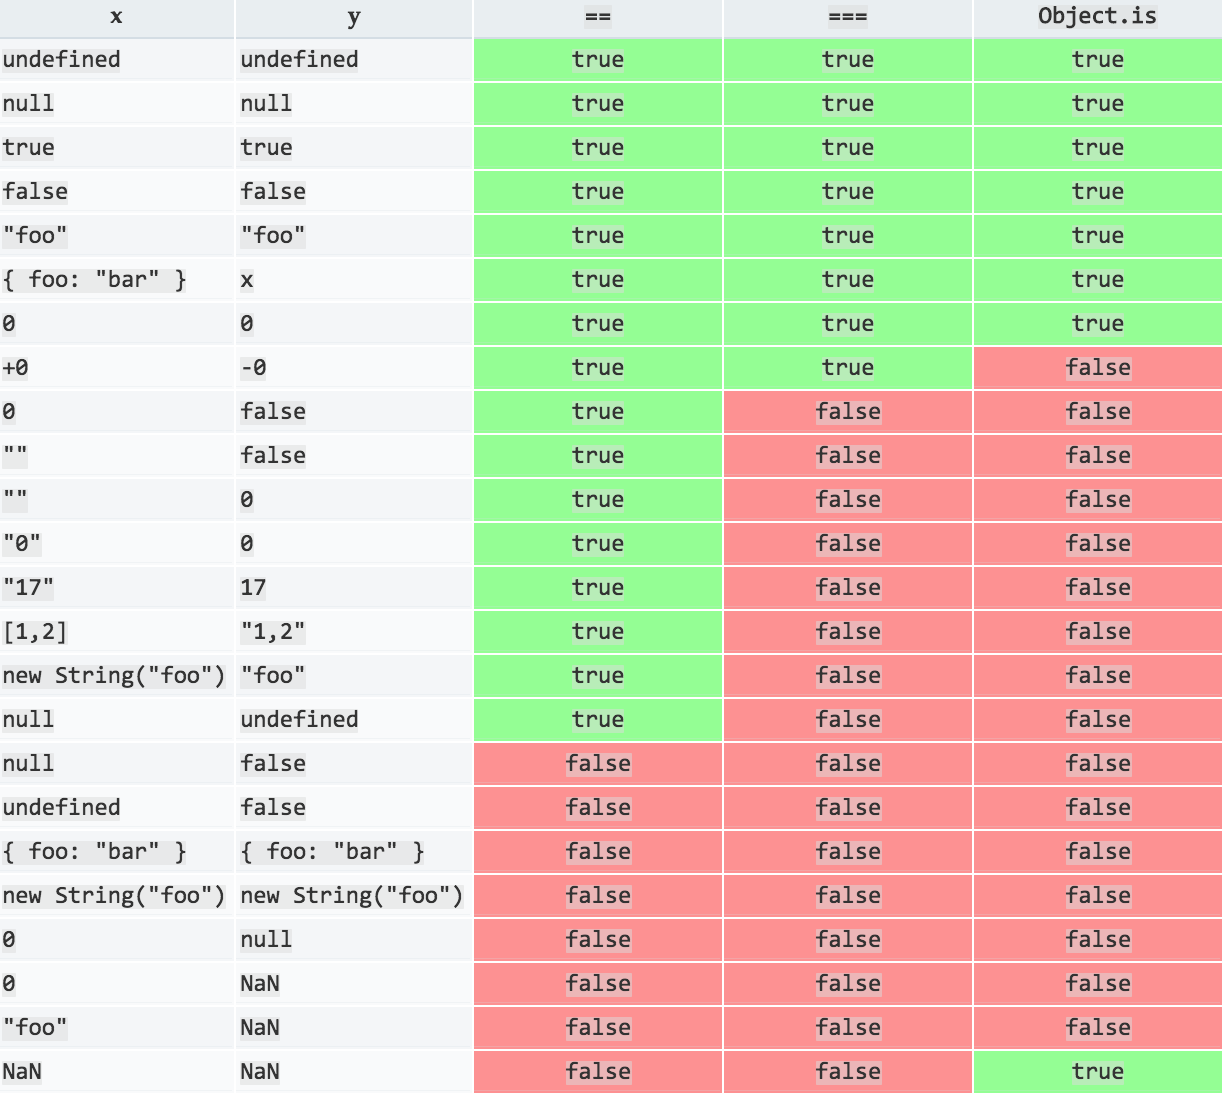 x y == === Object.is
undefined undefined true true true
null null true true true
true true true true true
false false true true true
"foo" "foo" true true true
{ foo: "bar" } x true true true
0 0 true true true
+0 -0 true true false
0 false true false false
"" false true false false
"" 0 true false false
"0" 0 true false false
"17" 17 true false false
[1,2] "1,2" true false false
new String("foo") "foo" true false false
null undefined true false false
null false false false false
undefined false false false false
{ foo: "bar" } { foo: "bar" } false false false
new String("foo") new String("foo") false false false
0 null false false false
0 NaN false false false
"foo" NaN false false false
NaN NaN false false true